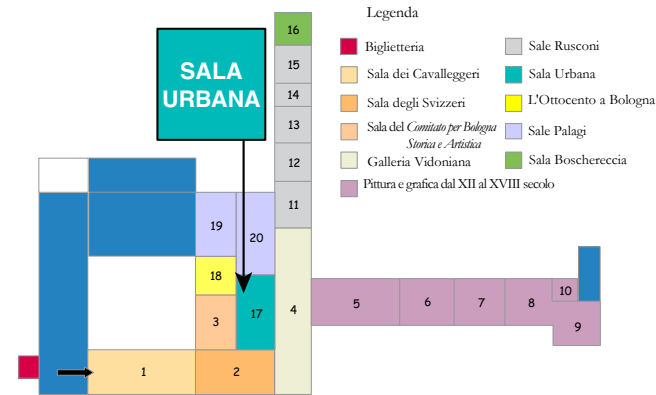 Legenda
Biglietteria
Sala dei Cavalleggeri
Sala degli Svizzeri
Sala del Comitato per Bologna
Storica e Artistica
Galleria Vidoniana
Pittura e grafica dal XII al XVIII secolo
Sale Rusconi
Sala Urbana
L'Ottocento a Bologna
Sale Palagi
Sala Boschereccia
SALA
URBANA
16
15
14
13
12
11
19
20
18
17
3
4
5
6
7
8
10
9
1
2